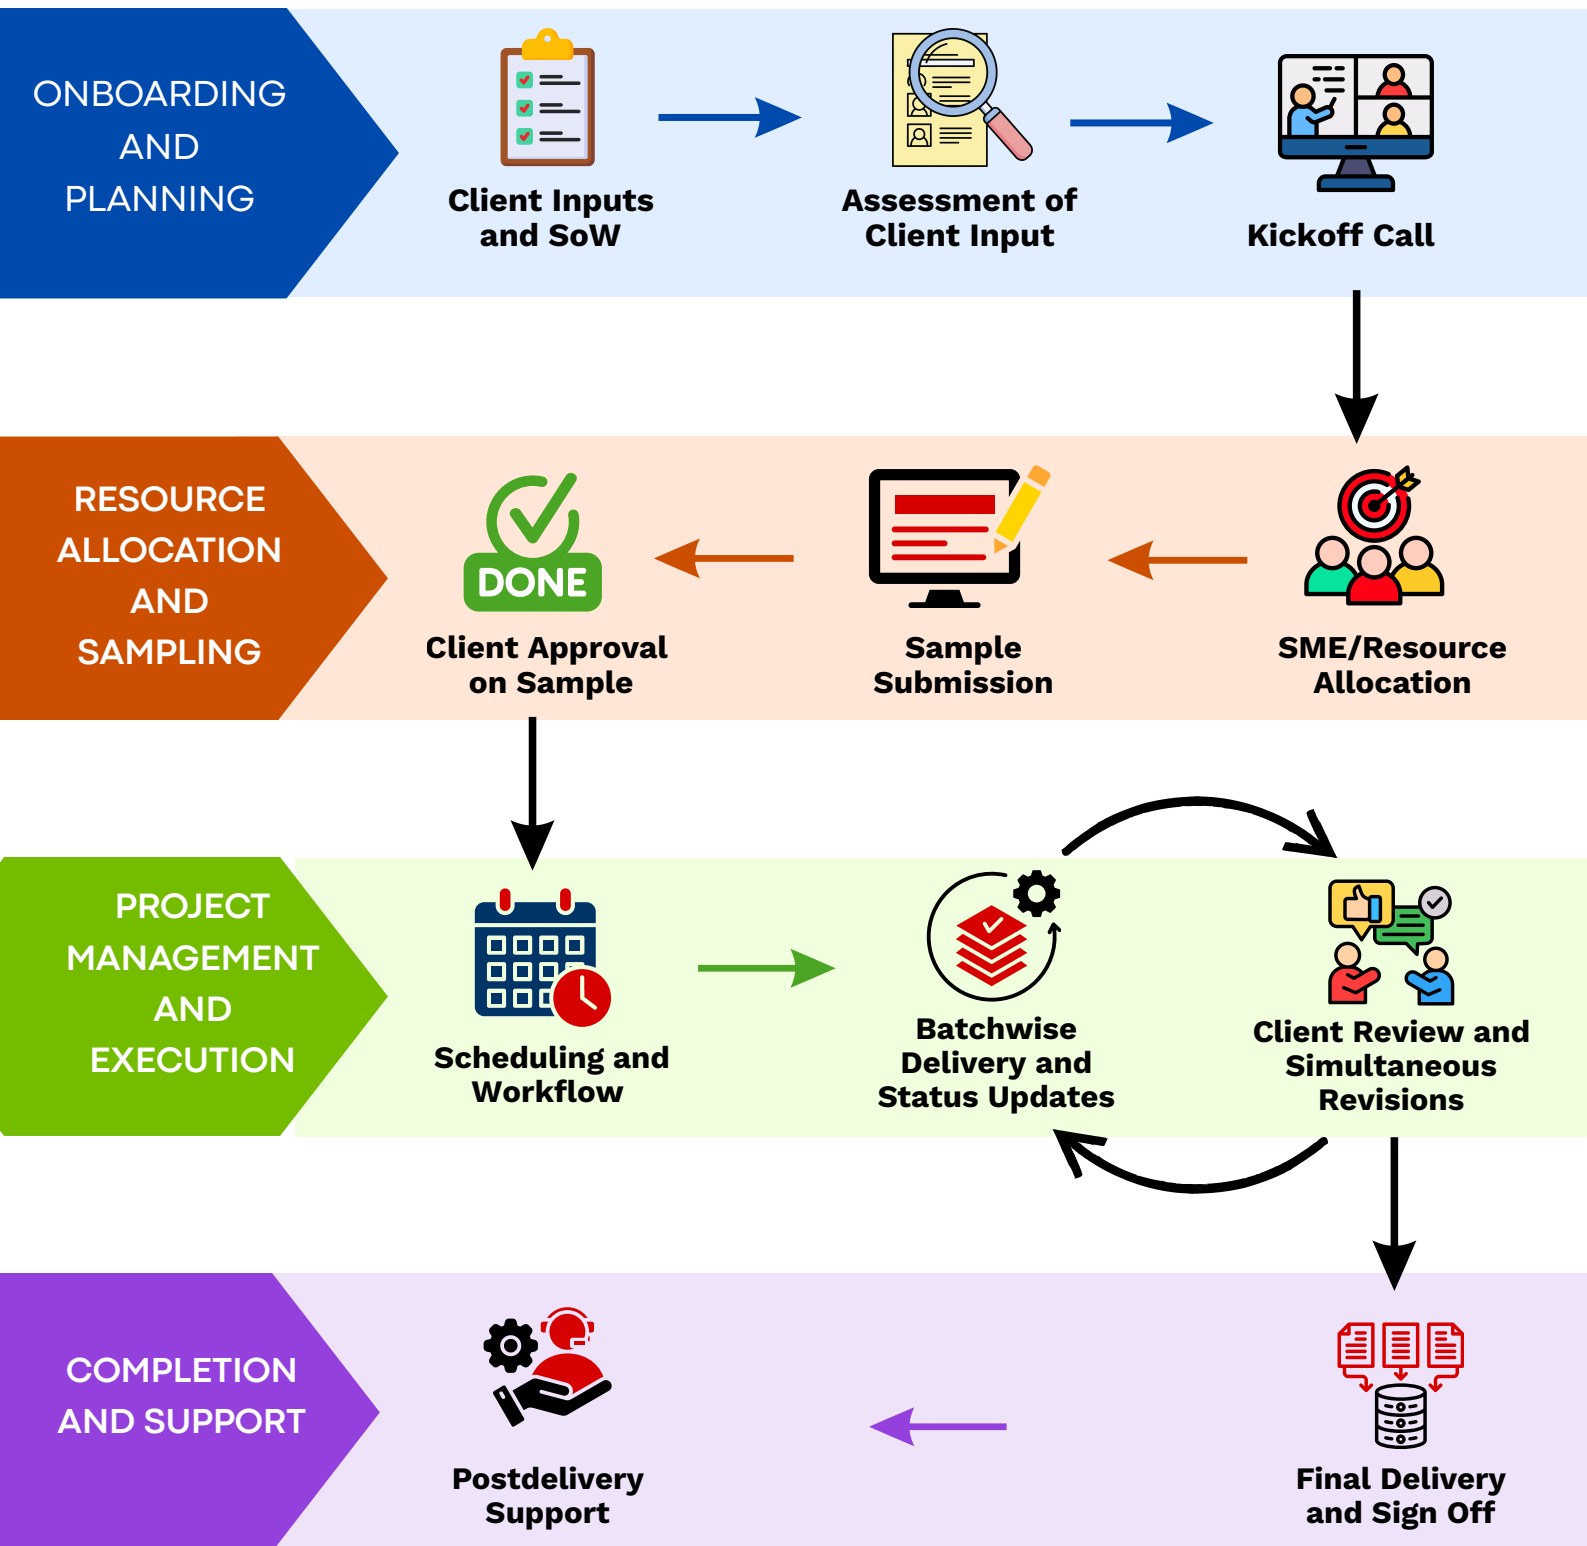 ONBOARDING
AND
PLANNING
Client Inputs
and SoW
Assessment of
Client Input
Kickoff Call
RESOURCE
ALLOCATION
AND
SAMPLING
DONE
Client Approval
on Sample
Sample
Submission
SME/Resource
Allocation
PROJECT
MANAGEMENT
AND
EXECUTION
Scheduling and
Workflow
Batchwise
Delivery and
Status Updates
Client Review and
Simultaneous
Revisions
COMPLETION
AND SUPPORT
Postdelivery
Support
Final Delivery
and Sign Off